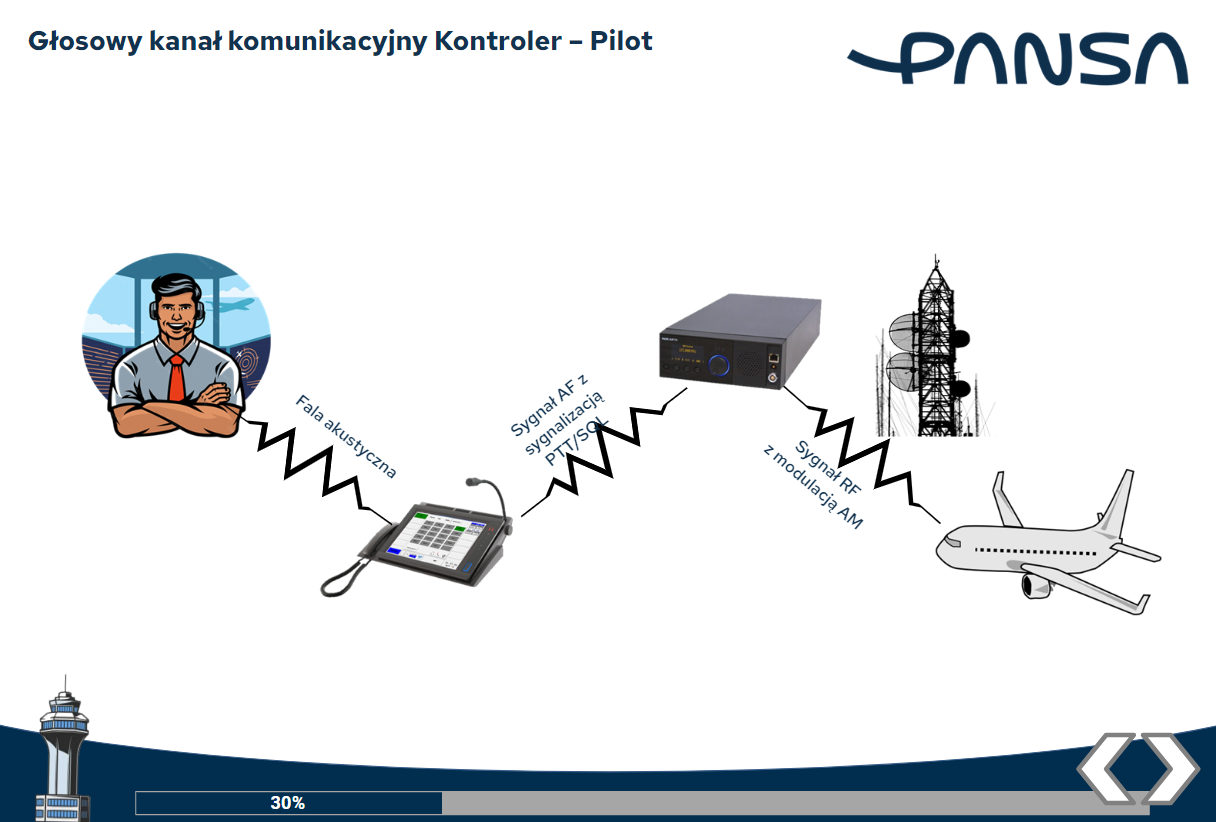 Głosowy kanał komunikacyjny Kontroler – Pilot
PANSA
Fala akustyczna
Sygnał AF z
sygnalizacją
PTT/SQL
Sygnał RF
z modulacją AM
30%